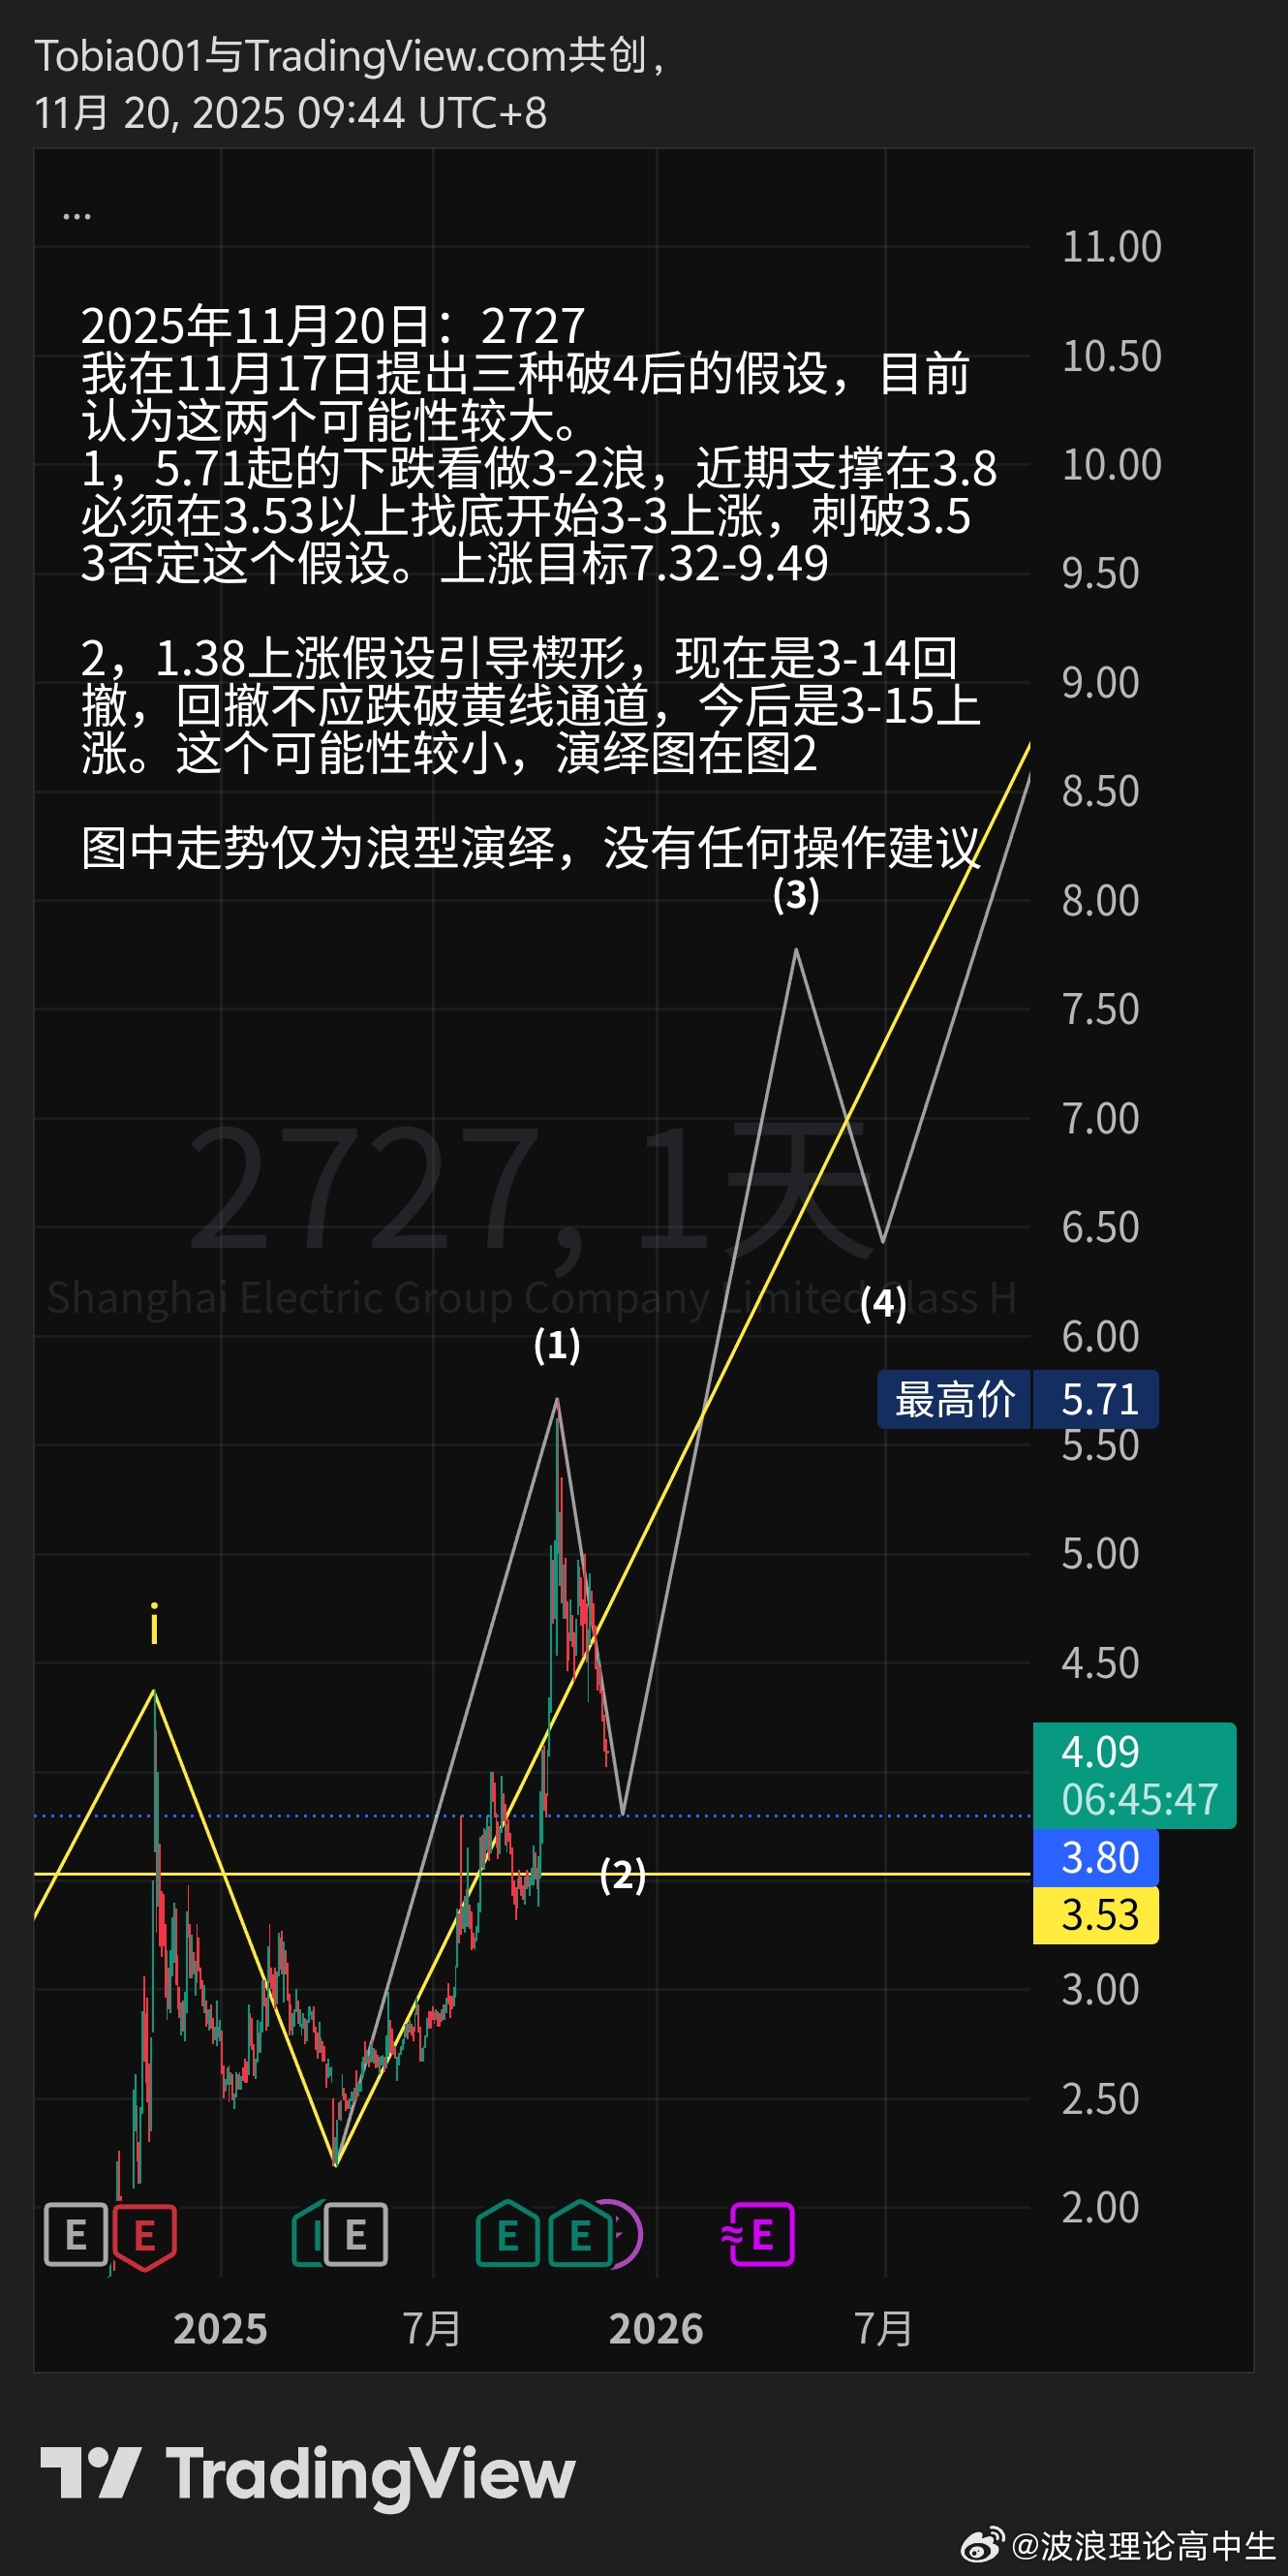 Tobia001与TradingView.com共创，
11月 20, 2025 09:44 UTC+8
...
11.00
2025年11月20日：2727
我在11月17日提出三种破4后的假设，目前
10.50
认为这两个可能性较大。
1，5.71起的下跌看做3-2浪，近期支撑在3.8
10.00
必须在3.53以上找底开始3-3上涨，刺破3.5
3否定这个假设。上涨目标7.32-9.49
9.50
2，1.38上涨假设引导楔形，现在是3-14回
9.00
撤，回撤不应跌破黄线通道，今后是3-15上
涨。这个可能性较小，演绎图在图2
8.50
图中走势仅为浪型演绎，没有任何操作建议
(3)
8.00
7.50
7.00
2727, 1天
6.50
Shanghai Electric Group Company Limited Class H
(4)
(1)
6.00
最高价 5.71
5.50
5.00
i
4.50
4.09
06:45:47
3.80
(2)
3.53
3.00
2.50
2.00
E E E E E E
2025 7月 2026 7月
TradingView
@波浪理论高中生